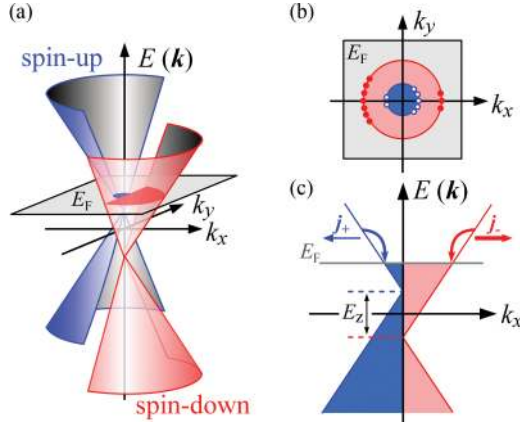 (a)
spin-up
E (k)
E_F
k_y
k_x
spin-down
(b)
k_y
E_F
k_x
(c)
E (k)
j_+
j_-
E_F
E_Z
k_x